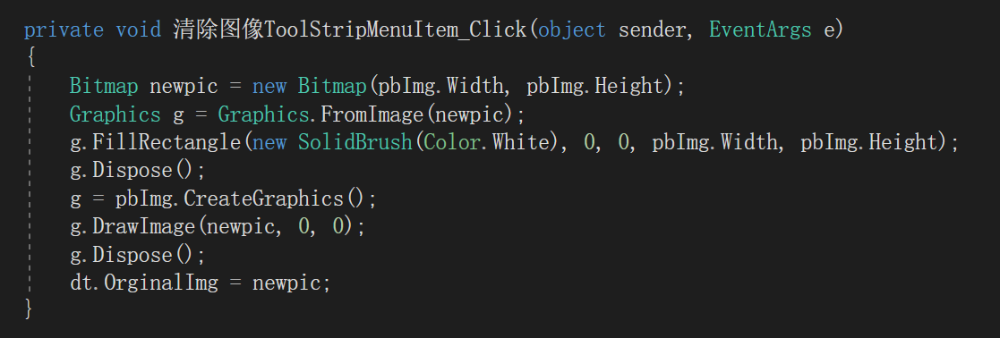 private void 清除图像ToolStripMenuItem_Click(object sender, EventArgs e)
{
Bitmap newpic = new Bitmap(pbImg.Width, pbImg.Height);
Graphics g = Graphics.FromImage(newpic);
g.FillRectangle(new SolidBrush(Color.White), 0, 0, pbImg.Width, pbImg.Height);
g.Dispose();
g = pbImg.CreateGraphics();
g.DrawImage(newpic, 0, 0);
g.Dispose();
dt.OrginalImg = newpic;
}